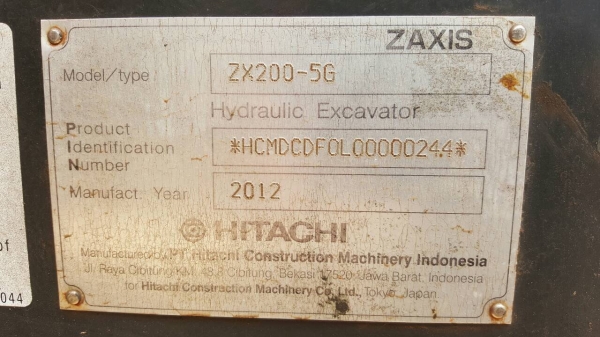 ZAXIS
Model/type
ZX200-5G
Hydraulic Excavator
Product
Identification
Number
*HCMDCDF0L00000244*
Manufact. Year
2012
HITACHI
Manufactured by PT. Hitachi Construction Machinery Indonesia
Jl. Raya Cibitung KM. 48.8 Cibitung, Bekasi 17520 Jawa Barat, Indonesia
for Hitachi Construction Machinery Co., Ltd., Tokyo, Japan
of
044